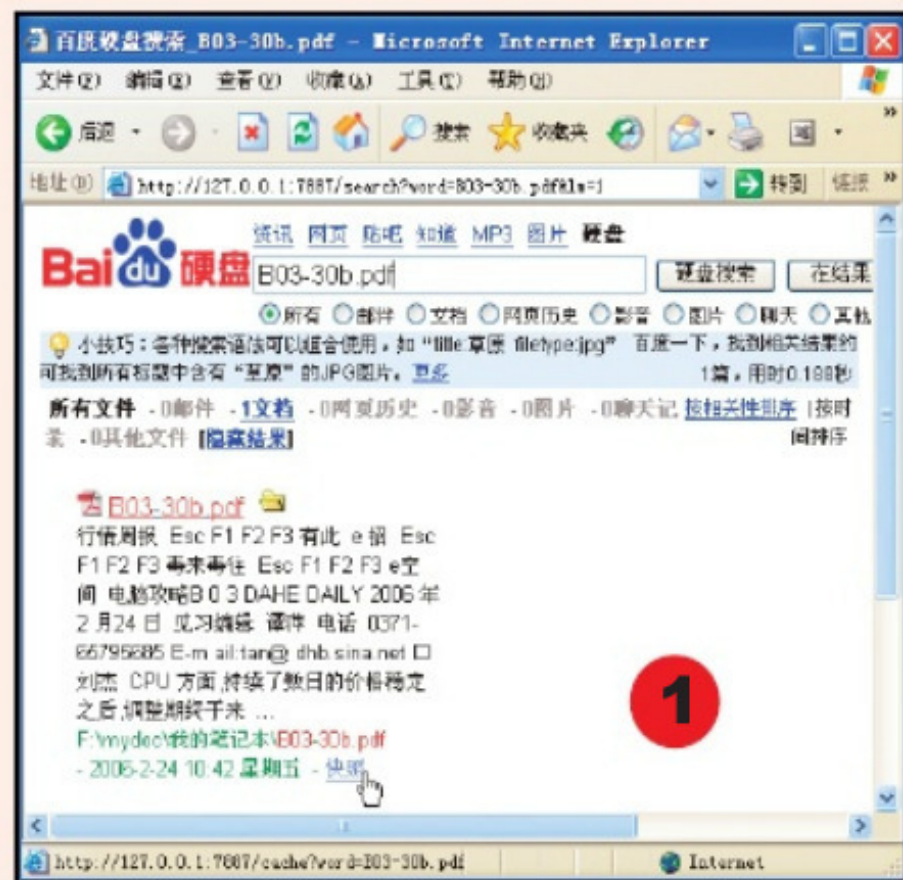 百度硬盘搜索_B03-30b.pdf - Microsoft Internet Explorer
文件(F) 编辑(E) 查看(V) 收藏(A) 工具(T) 帮助(H)
后退 搜索 收藏夹
地址(D) http://127.0.0.1:7887/search?word=B03-30b.pdf&ls=1 转到 链接
资讯 网页 贴吧 知道 MP3 图片 硬盘
Bai du 硬盘 B03-30b.pdf 硬盘搜索 在结果
所有 邮件 文档 网页历史 影音 图片 聊天 其他
小技巧：各种搜索语法可以组合使用，如 “title:草原 filetype:jpg” 百度一下，找到相关结果约
可找到所有标题中含有 “草原” 的JPG图片。 更多 1篇，用时0.188秒
所有文件 - 0邮件 - 1文档 - 0网页历史 - 0影音 - 0图片 - 0聊天记 按相关性排序 | 按时
录 - 0其他文件 [隐藏结果] 间排序
B03-30b.pdf
行情周报 Esc F1 F2 F3 有此 e 招 Esc
F1 F2 F3 再来再往 Esc F1 F2 F3 e空
间 电脑攻略B 0 3 DAHE DAILY 2006 年
2 月24 日 见习编辑 谭萍 电话 0371-
65795685 E-m ail:tan@ dhb.sina.net 口
刘杰 CPU 方面,持续了数日的价格稳定
之后,调整期终于来 ...
F:\mydoc\我的笔记本\B03-30b.pdf
- 2006-2-24 10:42 星期五 - 快照
1
http://127.0.0.1:7887/cache?word=B03-30b.pdf Internet